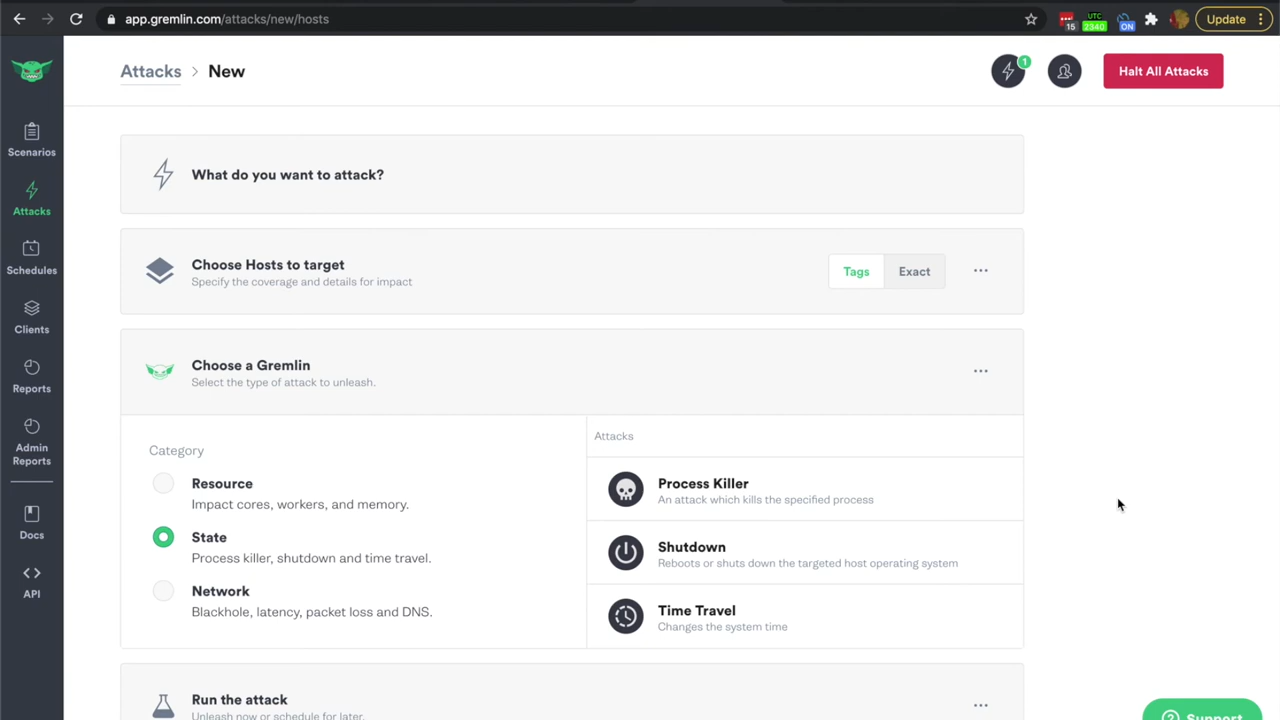 app.gremlin.com/attacks/new/hosts
15
UTC
2340
ON
Update
Attacks > New
1
Halt All Attacks
Scenarios
Attacks
Schedules
Clients
Reports
Admin
Reports
Docs
API
What do you want to attack?
Choose Hosts to target
Specify the coverage and details for impact
Tags
Exact
Choose a Gremlin
Select the type of attack to unleash.
Category
Resource
Impact cores, workers, and memory.
State
Process killer, shutdown and time travel.
Network
Blackhole, latency, packet loss and DNS.
Attacks
Process Killer
An attack which kills the specified process
Shutdown
Reboots or shuts down the targeted host operating system
Time Travel
Changes the system time
Run the attack
Unleash now or schedule for later.
Support